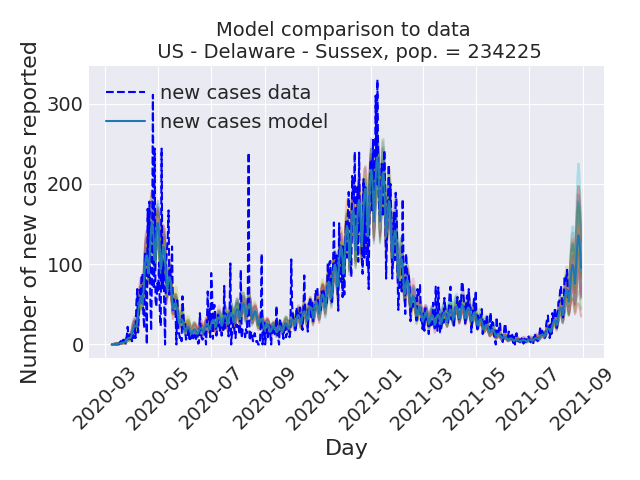 Model comparison to data
US - Delaware - Sussex, pop. = 234225
Number of new cases reported
300
200
100
0
new cases data
new cases model
2020-03
2020-05
2020-07
2020-09
2020-11
2021-01
2021-03
2021-05
2021-07
2021-09
Day